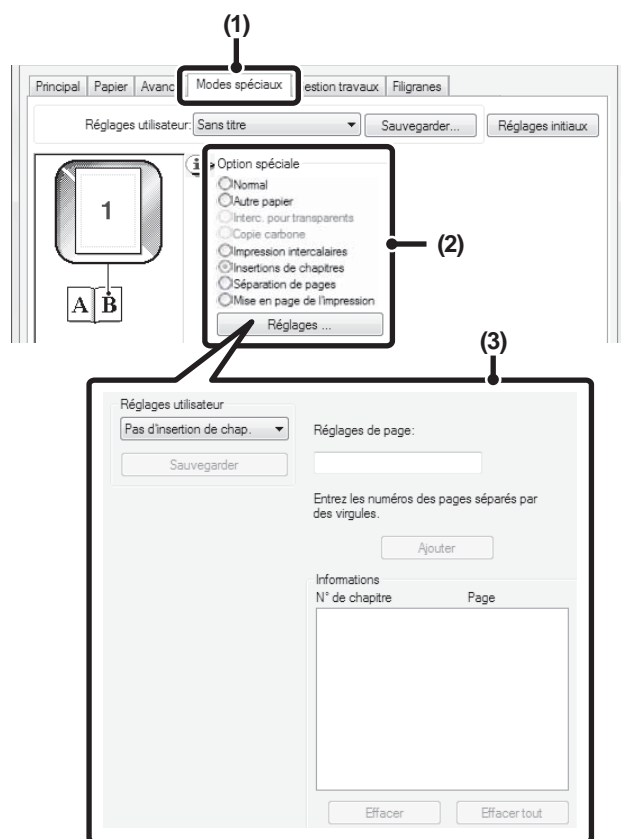 (1)
Principal Papier Avanc Modes spéciaux estion travaux Filigranes
Réglages utilisateur: Sans titre Sauvegarder... Réglages initiaux
Option spéciale
Normal
Autre papier
Interc. pour transparents
Copie carbone
Impression intercalaires
Insertions de chapitres
Séparation de pages
Mise en page de l'impression
Réglages ...
1
A B
(2)
(3)
Réglages utilisateur
Pas d'insertion de chap.
Sauvegarder
Réglages de page:
Entrez les numéros des pages séparés par
des virgules.
Ajouter
Informations
N° de chapitre Page
Effacer Effacer tout